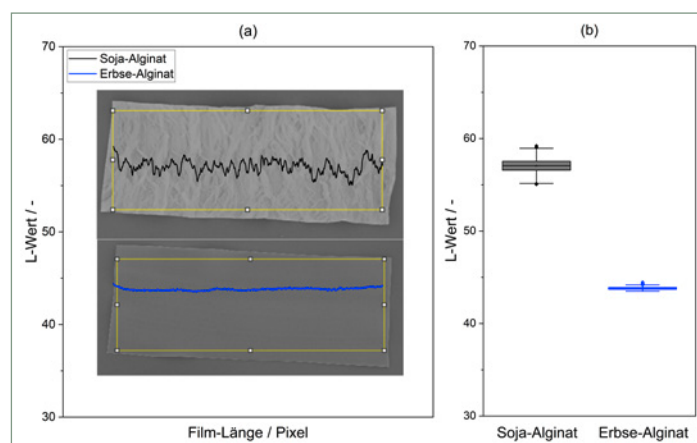 (a)
(b)
Soja-Alginat
Erbse-Alginat
70
60
50
40
30
L-Wert / -
Film-Länge / Pixel
70
60
50
40
30
L-Wert / -
Soja-Alginat
Erbse-Alginat